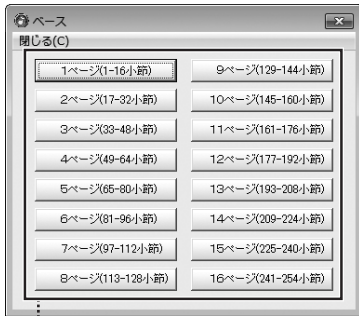 ベース
閉じる(C)
1ページ(1-16小節)
2ページ(17-32小節)
3ページ(33-48小節)
4ページ(49-64小節)
5ページ(65-80小節)
6ページ(81-96小節)
7ページ(97-112小節)
8ページ(113-128小節)
9ページ(129-144小節)
10ページ(145-160小節)
11ページ(161-176小節)
12ページ(177-192小節)
13ページ(193-208小節)
14ページ(209-224小節)
15ページ(225-240小節)
16ページ(241-254小節)